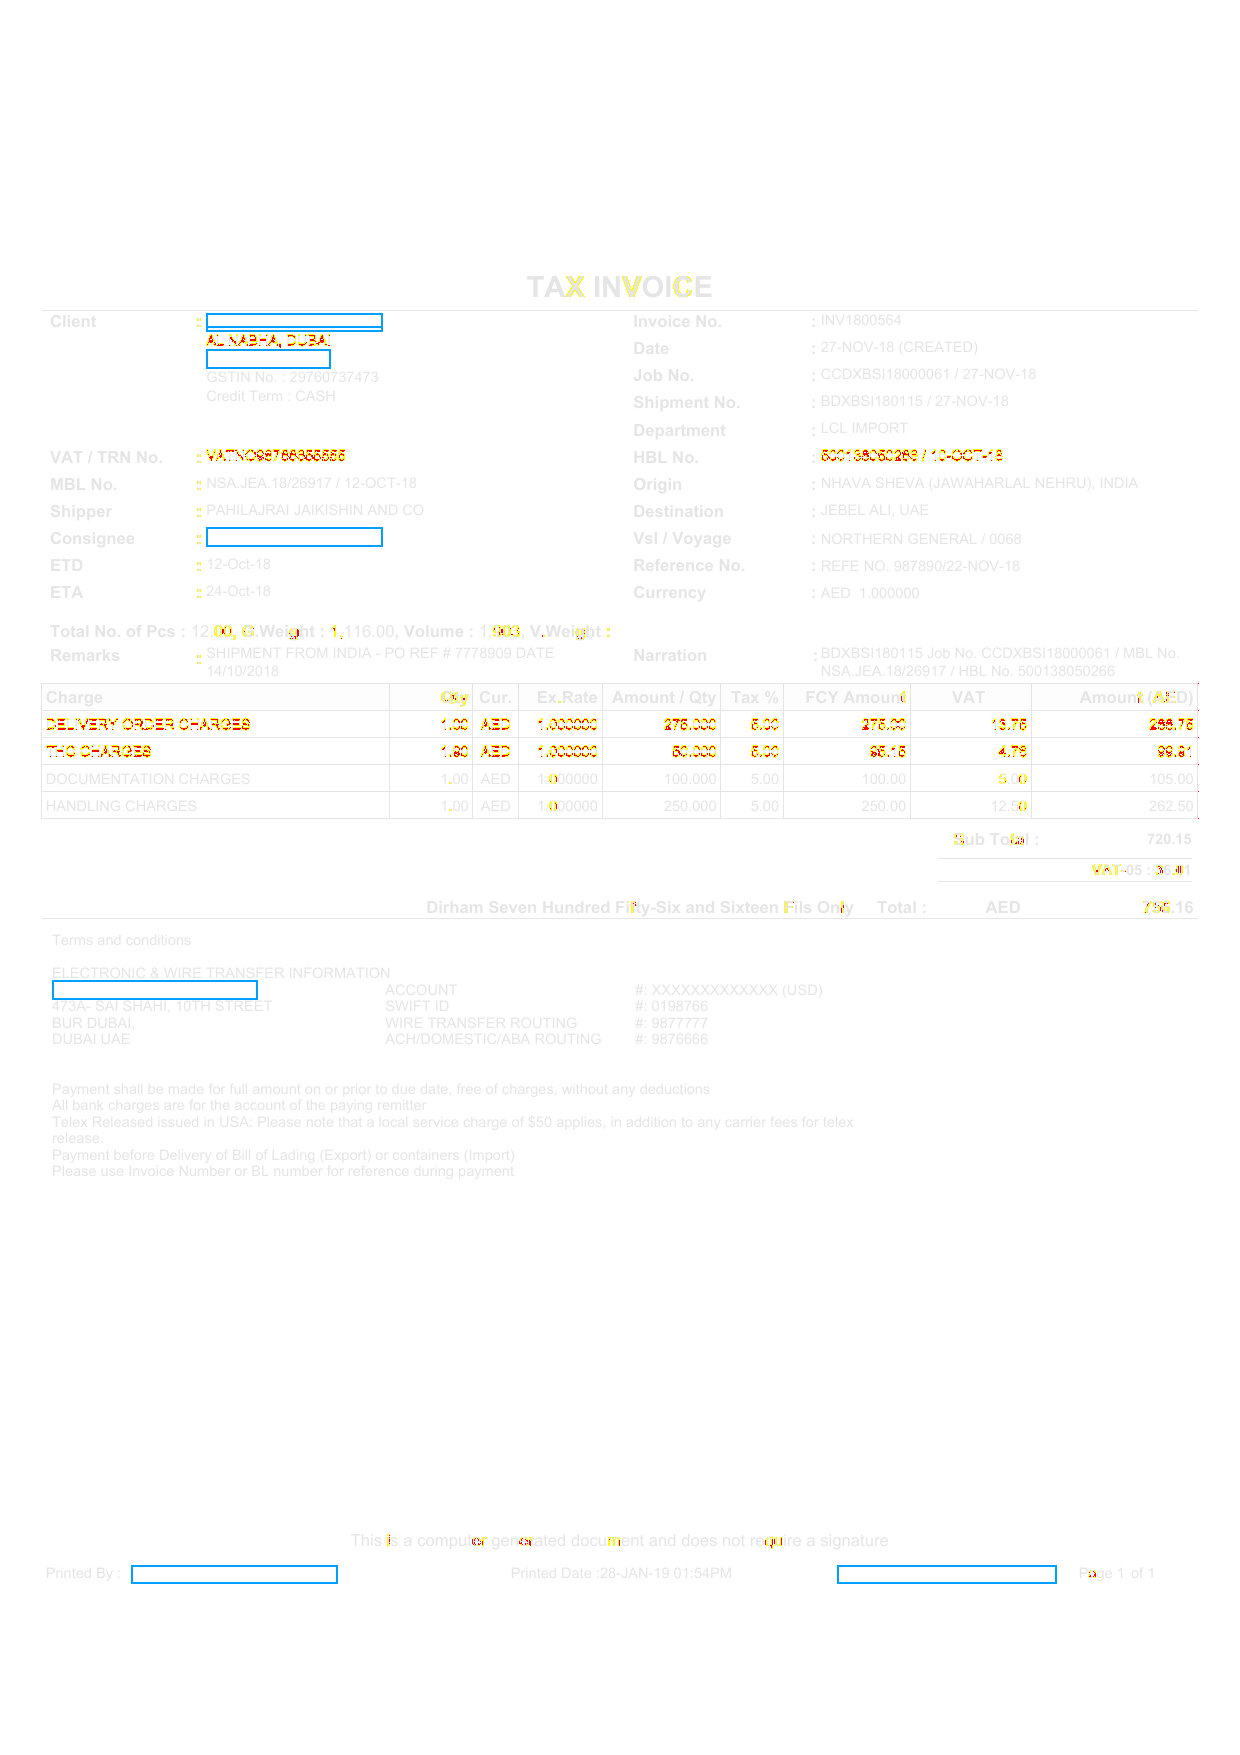 TAX INVOICE
Client :
AL NABHA, DUBAI
GSTIN No. : 29760737473
Credit Term : CASH
Invoice No. : INV1800564
Date : 27-NOV-18 (CREATED)
Job No. : CCDXBSI18000061 / 27-NOV-18
Shipment No. : BDXBSI180115 / 27-NOV-18
Department : LCL IMPORT
VAT / TRN No. :
HBL No. : 500138050266 / 10-OCT-18
MBL No. : NSA.JEA.18/26917 / 12-OCT-18
Origin : NHAVA SHEVA (JAWAHARLAL NEHRU), INDIA
Shipper : PAHILAJRAI JAIKISHIN AND CO
Destination : JEBEL ALI, UAE
Consignee :
Vsl / Voyage : NORTHERN GENERAL / 0068
ETD : 12-Oct-18
Reference No. : REFE NO. 987890/22-NOV-18
ETA : 24-Oct-18
Currency : AED 1.000000
Total No. of Pcs : 12.00, G.Weight : 1,116.00, Volume : V.Weight :
Remarks : SHIPMENT FROM INDIA - PO REF # 7778909 DATE
14/10/2018
Narration : BDXBSI180115 Job No. CCDXBSI18000061 / MBL No.
NSA.JEA.18/26917 / HBL No. 500138050266
Charge Qty Cur. Ex.Rate Amount / Qty Tax % FCY Amount VAT Amount (AED)
DELIVERY ORDER CHARGES 1.00 AED 1.000000 275.000 5.00 275.00 13.75 288.75
THC CHARGES 1.90 AED 1.000000 50.000 5.00 95.15 4.76 99.91
DOCUMENTATION CHARGES 1.00 AED 1.000000 100.000 5.00 100.00 5.00 105.00
HANDLING CHARGES 1.00 AED 1.000000 250.000 5.00 250.00 12.50 262.50
Sub Total : 720.15
VAT-05 : 36.01
Dirham Seven Hundred Fifty-Six and Sixteen Fils Only Total : AED 756.16
Terms and conditions
ELECTRONIC & WIRE TRANSFER INFORMATION
ACCOUNT #: XXXXXXXXXXXXX (USD)
473A- SAI SHAHI, 10TH STREET SWIFT ID #: 0198766
BUR DUBAI, WIRE TRANSFER ROUTING #: 9877777
DUBAI UAE ACH/DOMESTIC/ABA ROUTING #: 9876666
Payment shall be made for full amount on or prior to due date, free of charges, without any deductions
All bank charges are for the account of the paying remitter
Telex Released issued in USA: Please note that a local service charge of $50 applies, in addition to any carrier fees for telex
release.
Payment before Delivery of Bill of Lading (Export) or containers (Import)
Please use Invoice Number or BL number for reference during payment
This is a computer generated document and does not require a signature
Printed By : Printed Date :28-JAN-19 01:54PM Page 1 of 1